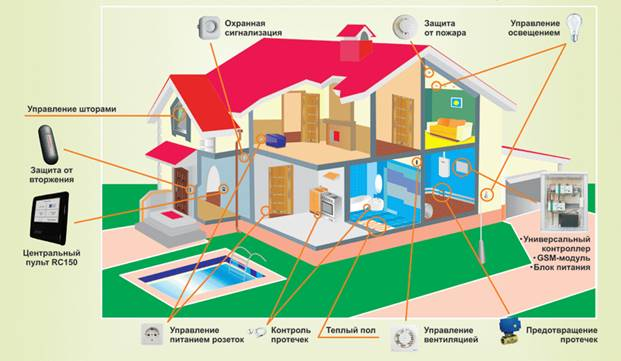 Охранная
сигнализация
Защита
от пожара
Управление
освещением
Управление шторами
Защита от
вторжения
Центральный
пульт RC150
• Универсальный
контроллер
• GSM-модуль
• Блок питания
Управление
питанием розеток
Контроль
протечек
Теплый пол
Управление
вентиляцией
Предотвращение
протечек